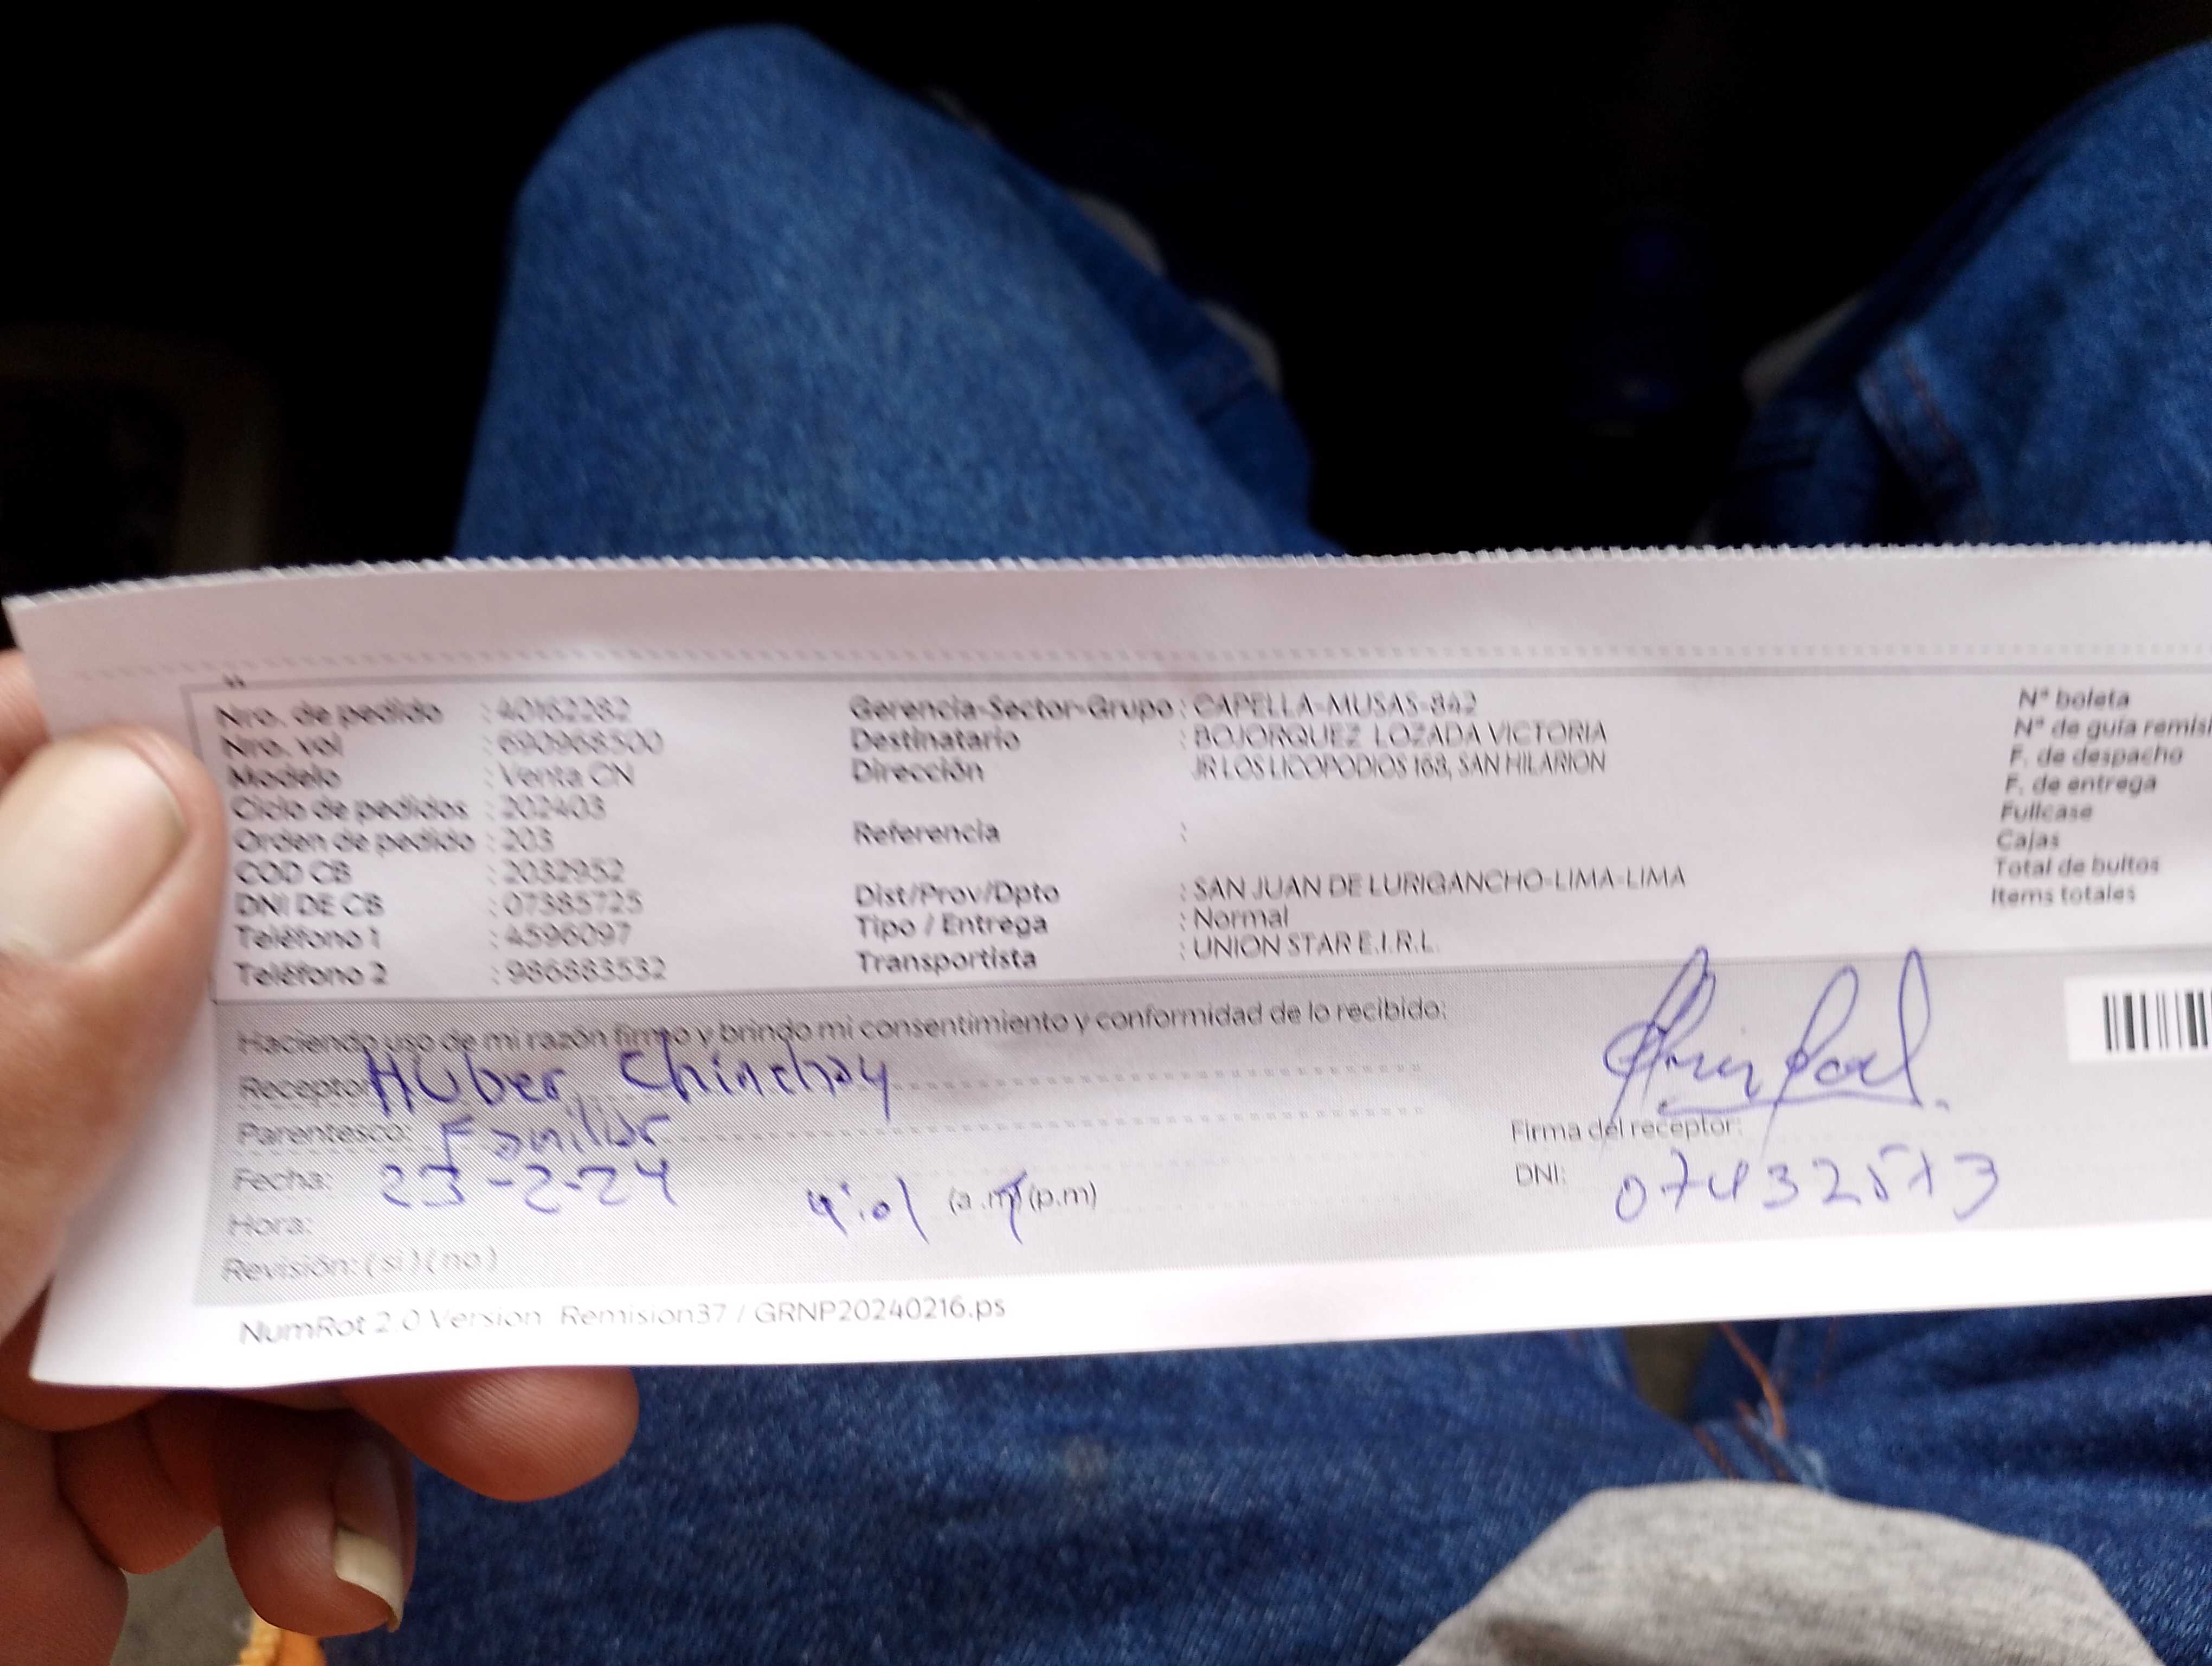 Nro. de pedido : 40162282
Nro. vol : 690968500
Modelo : Venta CN
Ciclo de pedidos : 202403
Orden de pedido : 203
COD CB : 2032952
DNI DE CB : 07385725
Teléfono 1 : 4596097
Teléfono 2 : 986883532
Gerencia-Sector-Grupo : CAPELLA-MUSAS-842
Destinatario : BOJORQUEZ LOZADA VICTORIA
Dirección JR LOS LICOPODIOS 168, SAN HILARION
Referencia :
Dist/Prov/Dpto : SAN JUAN DE LURIGANCHO-LIMA-LIMA
Tipo / Entrega : Normal
Transportista : UNION STAR E.I.R.L.
N° boleta
N° de guía remisi
F. de despacho
F. de entrega
Fullcase
Cajas
Total de bultos
Items totales
Haciendo uso de mi razón firmo y brindo mi consentimiento y conformidad de lo recibido:
Receptor Huber Chinchay
Parentesco: Familiar
Fecha: 23-2-24
Hora: (a.m) (p.m)
Revisión: (si) (no)
Firma del receptor:
DNI:
NumRot 2.0 Version Remision37 / GRNP20240216.ps